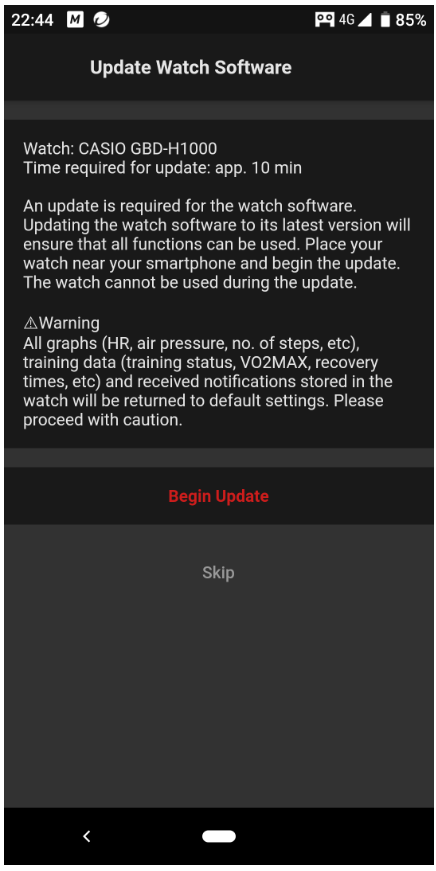 22:44 M 4G 85%
Update Watch Software
Watch: CASIO GBD-H1000
Time required for update: app. 10 min
An update is required for the watch software.
Updating the watch software to its latest version will
ensure that all functions can be used. Place your
watch near your smartphone and begin the update.
The watch cannot be used during the update.
⚠Warning
All graphs (HR, air pressure, no. of steps, etc),
training data (training status, VO2MAX, recovery
times, etc) and received notifications stored in the
watch will be returned to default settings. Please
proceed with caution.
Begin Update
Skip